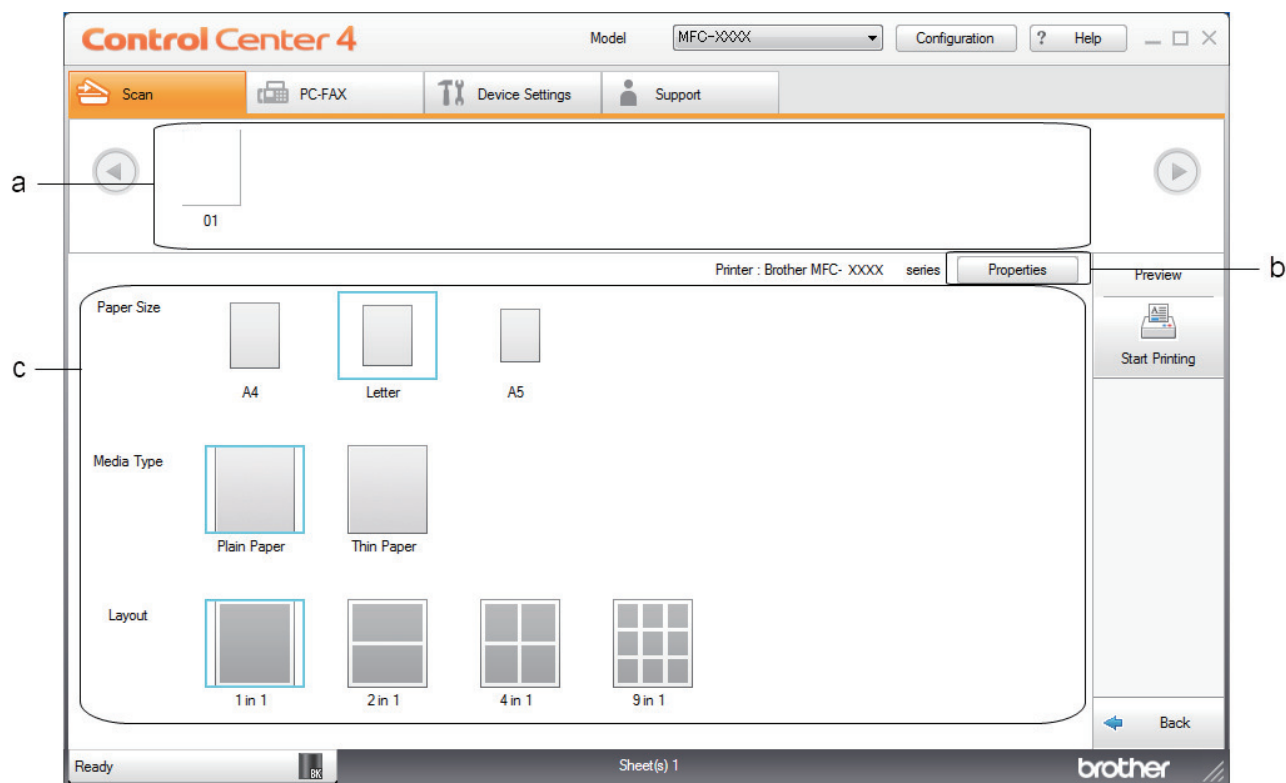 Control Center 4
Model
MFC-XXXX
Configuration
? Help
Scan
PC-FAX
Device Settings
Support
a
01
Printer : Brother MFC- XXXX series
Properties
b
Preview
Paper Size
Start Printing
c
A4
Letter
A5
Media Type
Plain Paper
Thin Paper
Layout
1 in 1
2 in 1
4 in 1
9 in 1
Back
Ready
BK
Sheet(s) 1
brother